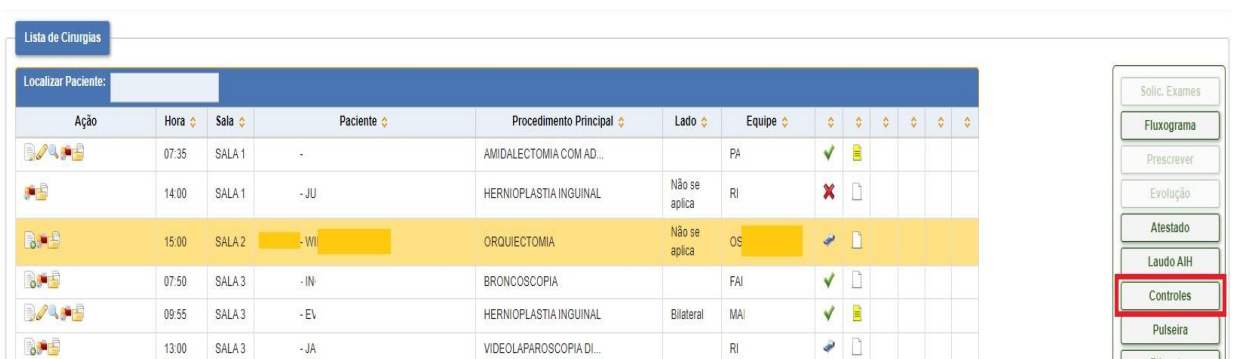 Lista de Cirurgias
Localizar Paciente:
Ação Hora Sala Paciente Procedimento Principal Lado Equipe
07:35 SALA 1 - AMIDALECTOMIA COM AD... PA
14:00 SALA 1 - JU HERNIOPLASTIA INGUINAL Não se aplica RI
15:00 SALA 2 - WI ORQUIECTOMIA Não se aplica OS
07:50 SALA 3 - IN BRONCOSCOPIA FAI
09:55 SALA 3 - EV HERNIOPLASTIA INGUINAL Bilateral MAI
13:00 SALA 3 - JA VIDEOLAPAROSCOPIA DI... RI
Solic. Exames
Fluxograma
Prescrever
Evolução
Atestado
Laudo AIH
Controles
Pulseira